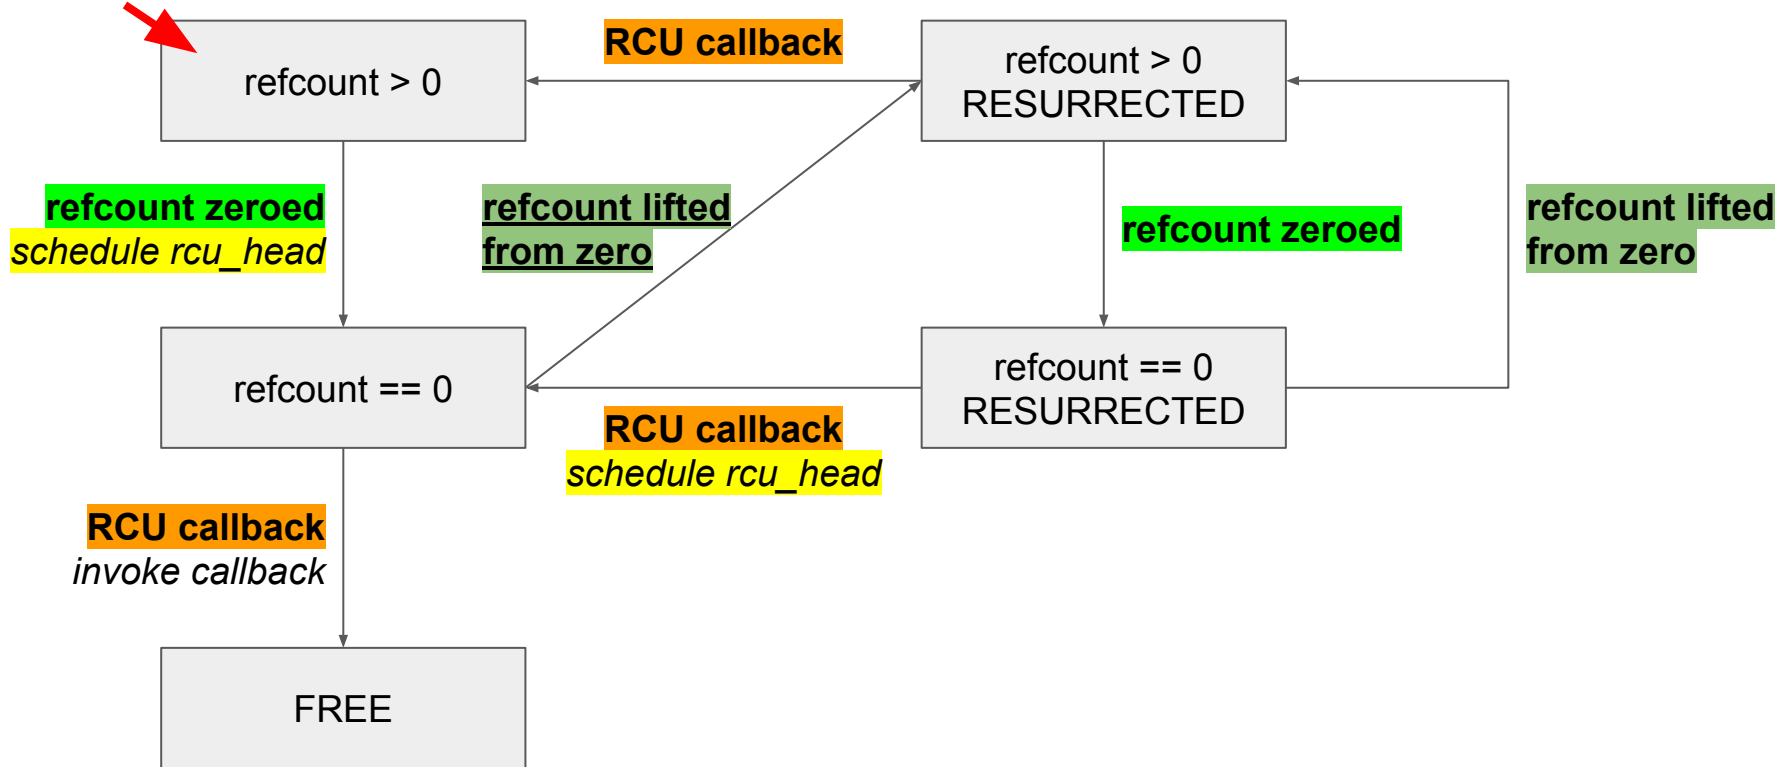 RCU callback
refcount > 0
refcount > 0
RESURRECTED
refcount zeroed
schedule rcu_head
refcount lifted
from zero
refcount zeroed
refcount lifted
from zero
refcount == 0
refcount == 0
RESURRECTED
RCU callback
schedule rcu_head
RCU callback
invoke callback
FREE